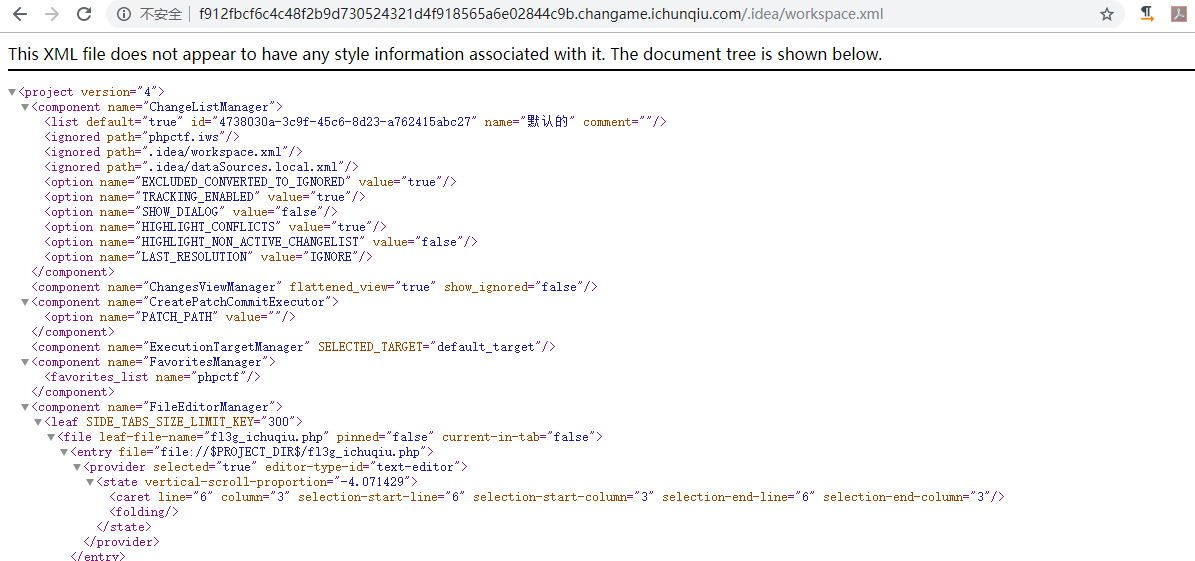 不安全 | f912fbcf6c4c48f2b9d730524321d4f918565a6e02844c9b.changame.ichunqiu.com/.idea/workspace.xml
This XML file does not appear to have any style information associated with it. The document tree is shown below.
▼<project version="4">
▼<component name="ChangeListManager">
<list default="true" id="4738030a-3c9f-45c6-8d23-a762415abc27" name="默认的" comment=""/>
<ignored path="phpctf.iws"/>
<ignored path=".idea/workspace.xml"/>
<ignored path=".idea/dataSources.local.xml"/>
<option name="EXCLUDED_CONVERTED_TO_IGNORED" value="true"/>
<option name="TRACKING_ENABLED" value="true"/>
<option name="SHOW_DIALOG" value="false"/>
<option name="HIGHLIGHT_CONFLICTS" value="true"/>
<option name="HIGHLIGHT_NON_ACTIVE_CHANGELIST" value="false"/>
<option name="LAST_RESOLUTION" value="IGNORE"/>
</component>
<component name="ChangesViewManager" flattened_view="true" show_ignored="false"/>
▼<component name="CreatePatchCommitExecutor">
<option name="PATCH_PATH" value=""/>
</component>
<component name="ExecutionTargetManager" SELECTED_TARGET="default_target"/>
▼<component name="FavoritesManager">
<favorites_list name="phpctf"/>
</component>
▼<component name="FileEditorManager">
▼<leaf SIDE_TABS_SIZE_LIMIT_KEY="300">
▼<file leaf-file-name="fl3g_ichuqiu.php" pinned="false" current-in-tab="false">
▼<entry file="file://$PROJECT_DIR$/fl3g_ichuqiu.php">
▼<provider selected="true" editor-type-id="text-editor">
▼<state vertical-scroll-proportion="-4.071429">
<caret line="6" column="3" selection-start-line="6" selection-start-column="3" selection-end-line="6" selection-end-column="3"/>
<folding/>
</state>
</provider>
</entry>